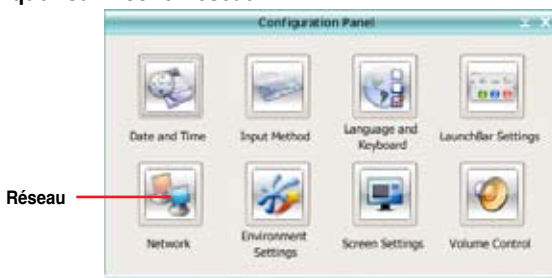 Configuration Panel
Date and Time
Input Method
Language and
Keyboard
LaunchBar Settings
Réseau
Network
Environment
Settings
Screen Settings
Volume Control